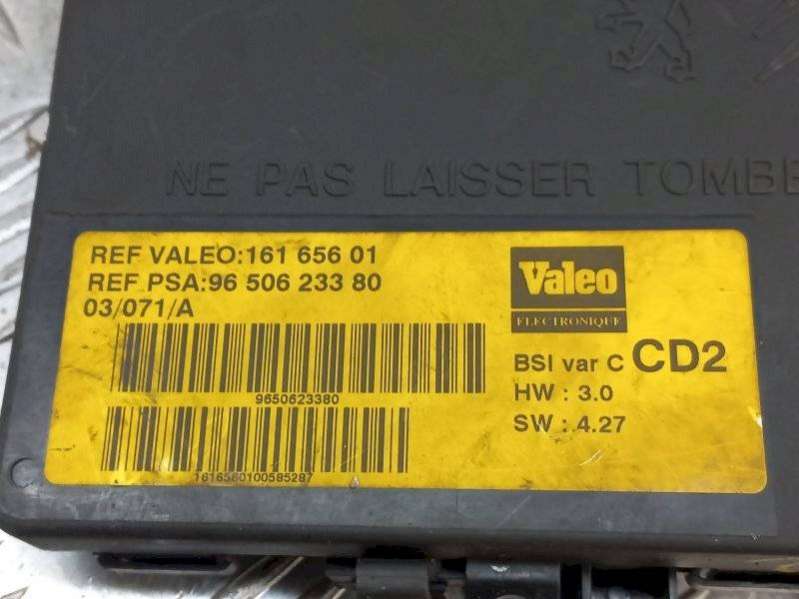 NE PAS LAISSER TOMBE
REF VALEO:161 656 01
REF PSA:96 506 233 80
03/071/A
Valeo
ELECTRONIQUE
9650623380
BSI var C CD2
HW : 3.0
SW : 4.27
1616560100585287